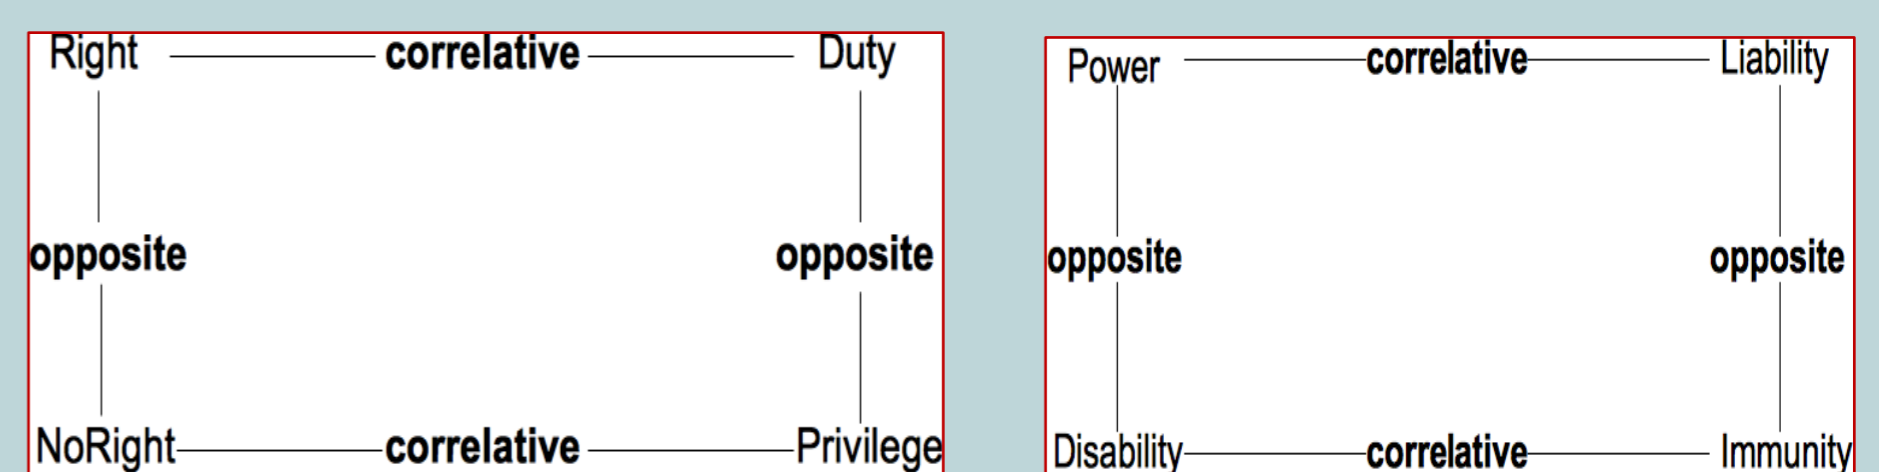 Right correlative Duty
opposite opposite
NoRight correlative Privilege
Power correlative Liability
opposite opposite
Disability correlative Immunity